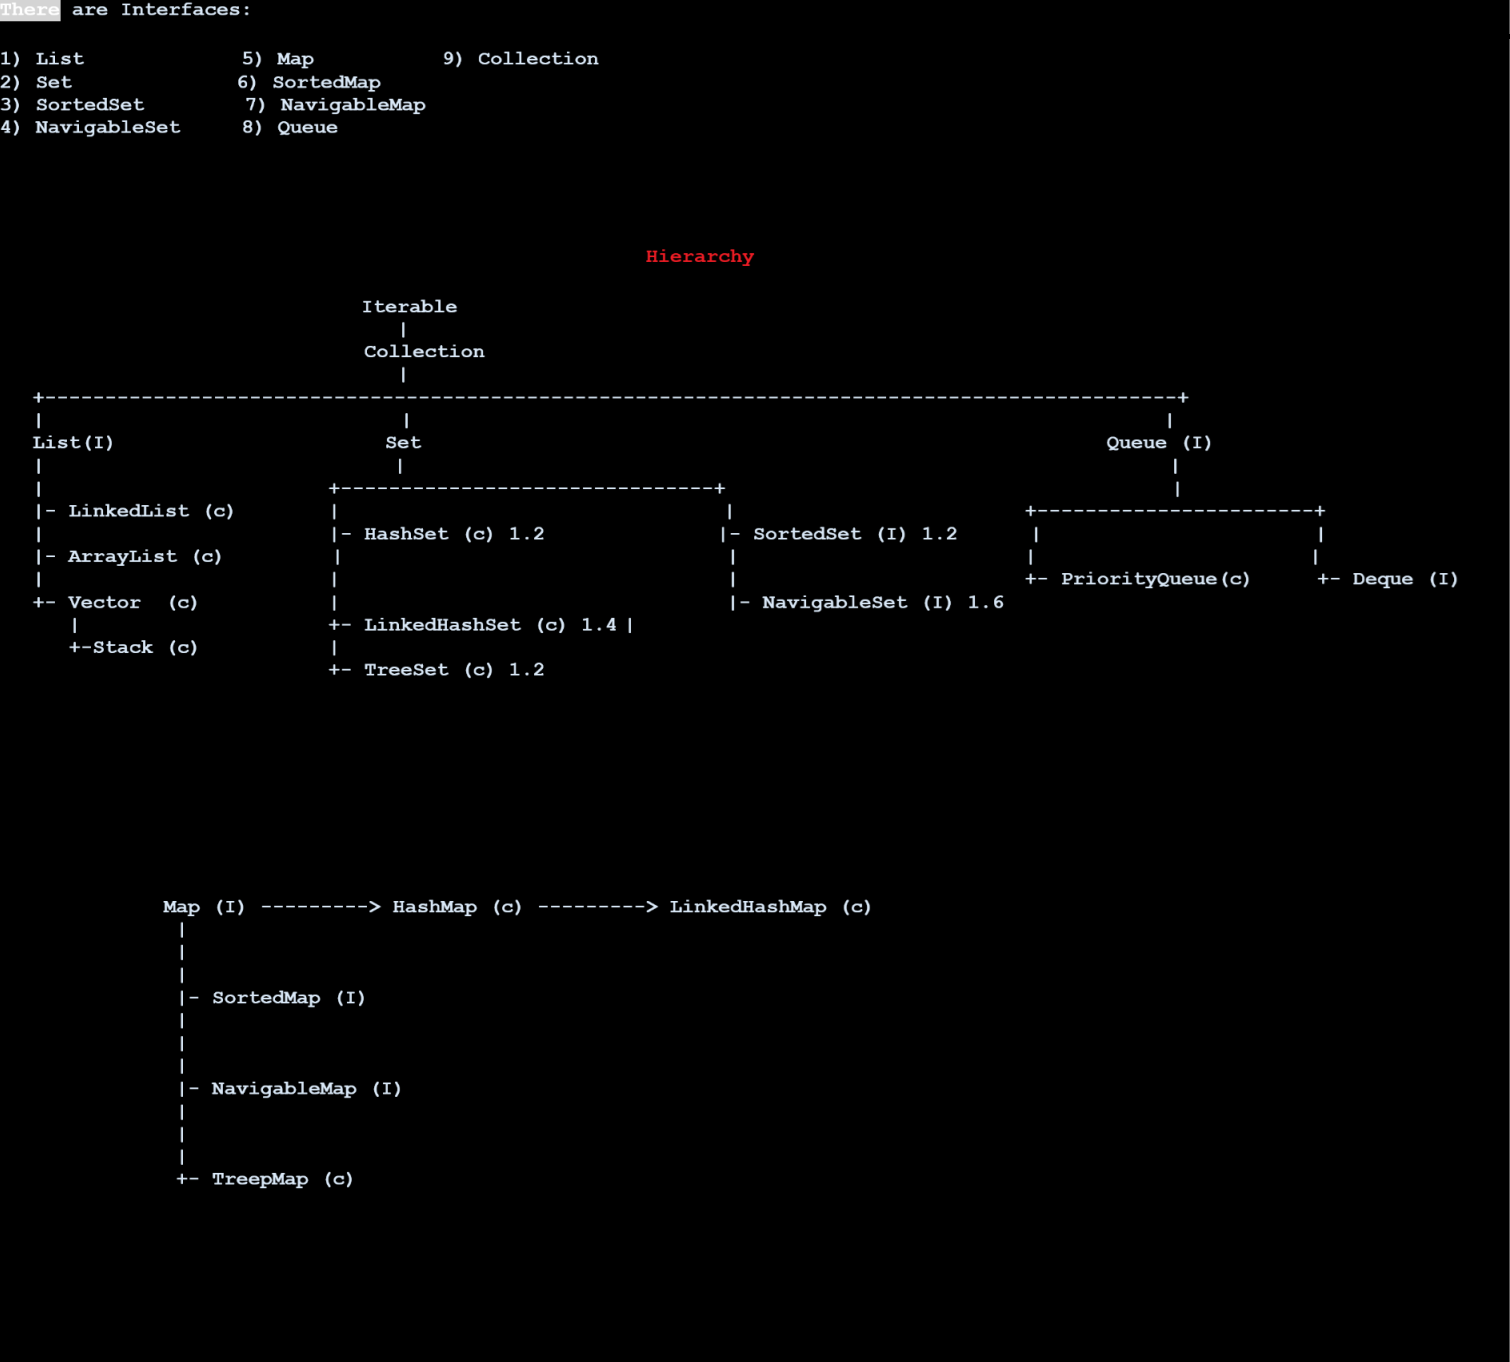 There are Interfaces:
1) List 5) Map 9) Collection
2) Set 6) SortedMap
3) SortedSet 7) NavigableMap
4) NavigableSet 8) Queue
Hierarchy
Iterable
|
Collection
|
+----------------------------------------------------------------------------------------------+
| | |
List(I) Set Queue (I)
| | |
| +-------------------------------+ |
|- LinkedList (c) | | +-----------------------+
| |- HashSet (c) 1.2 |- SortedSet (I) 1.2 | |
|- ArrayList (c) | | | |
| | | +- PriorityQueue(c) +- Deque (I)
+- Vector (c) | |- NavigableSet (I) 1.6
| +- LinkedHashSet (c) 1.4 |
+-Stack (c) |
+- TreeSet (c) 1.2
Map (I) ---------> HashMap (c) ---------> LinkedHashMap (c)
|
|
|
|- SortedMap (I)
|
|
|
|- NavigableMap (I)
|
|
|
+- TreepMap (c)